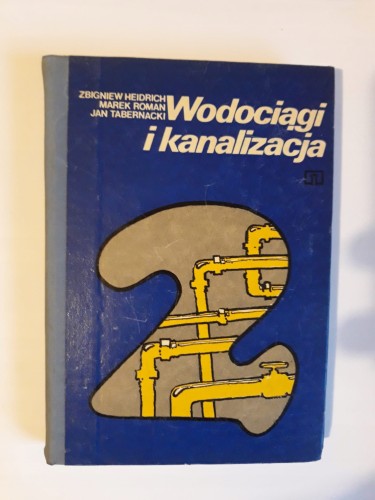 ZBIGNIEW HEIDRICH
MAREK ROMAN
JAN TABERNACKI
Wodociągi
i kanalizacja
2